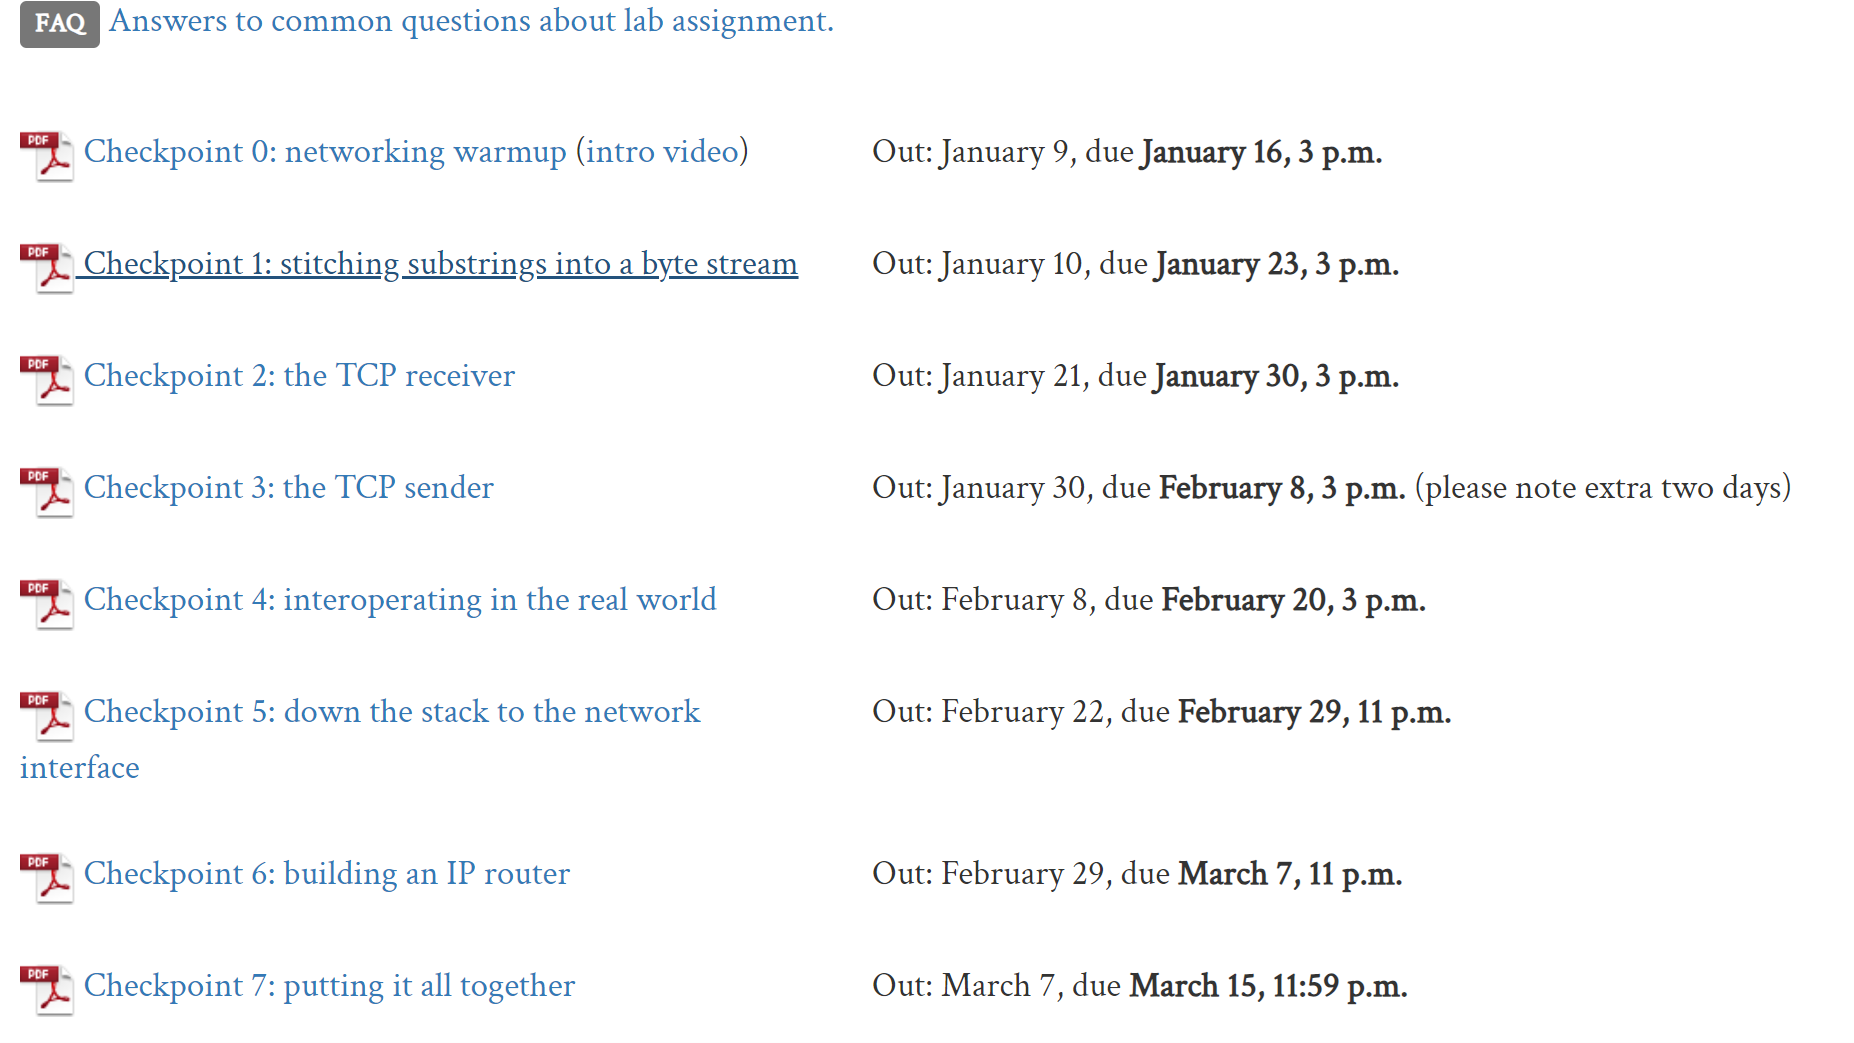 FAQ Answers to common questions about lab assignment.
PDF Checkpoint 0: networking warmup (intro video) Out: January 9, due January 16, 3 p.m.
PDF Checkpoint 1: stitching substrings into a byte stream Out: January 10, due January 23, 3 p.m.
PDF Checkpoint 2: the TCP receiver Out: January 21, due January 30, 3 p.m.
PDF Checkpoint 3: the TCP sender Out: January 30, due February 8, 3 p.m. (please note extra two days)
PDF Checkpoint 4: interoperating in the real world Out: February 8, due February 20, 3 p.m.
PDF Checkpoint 5: down the stack to the network Out: February 22, due February 29, 11 p.m.
interface
PDF Checkpoint 6: building an IP router Out: February 29, due March 7, 11 p.m.
PDF Checkpoint 7: putting it all together Out: March 7, due March 15, 11:59 p.m.